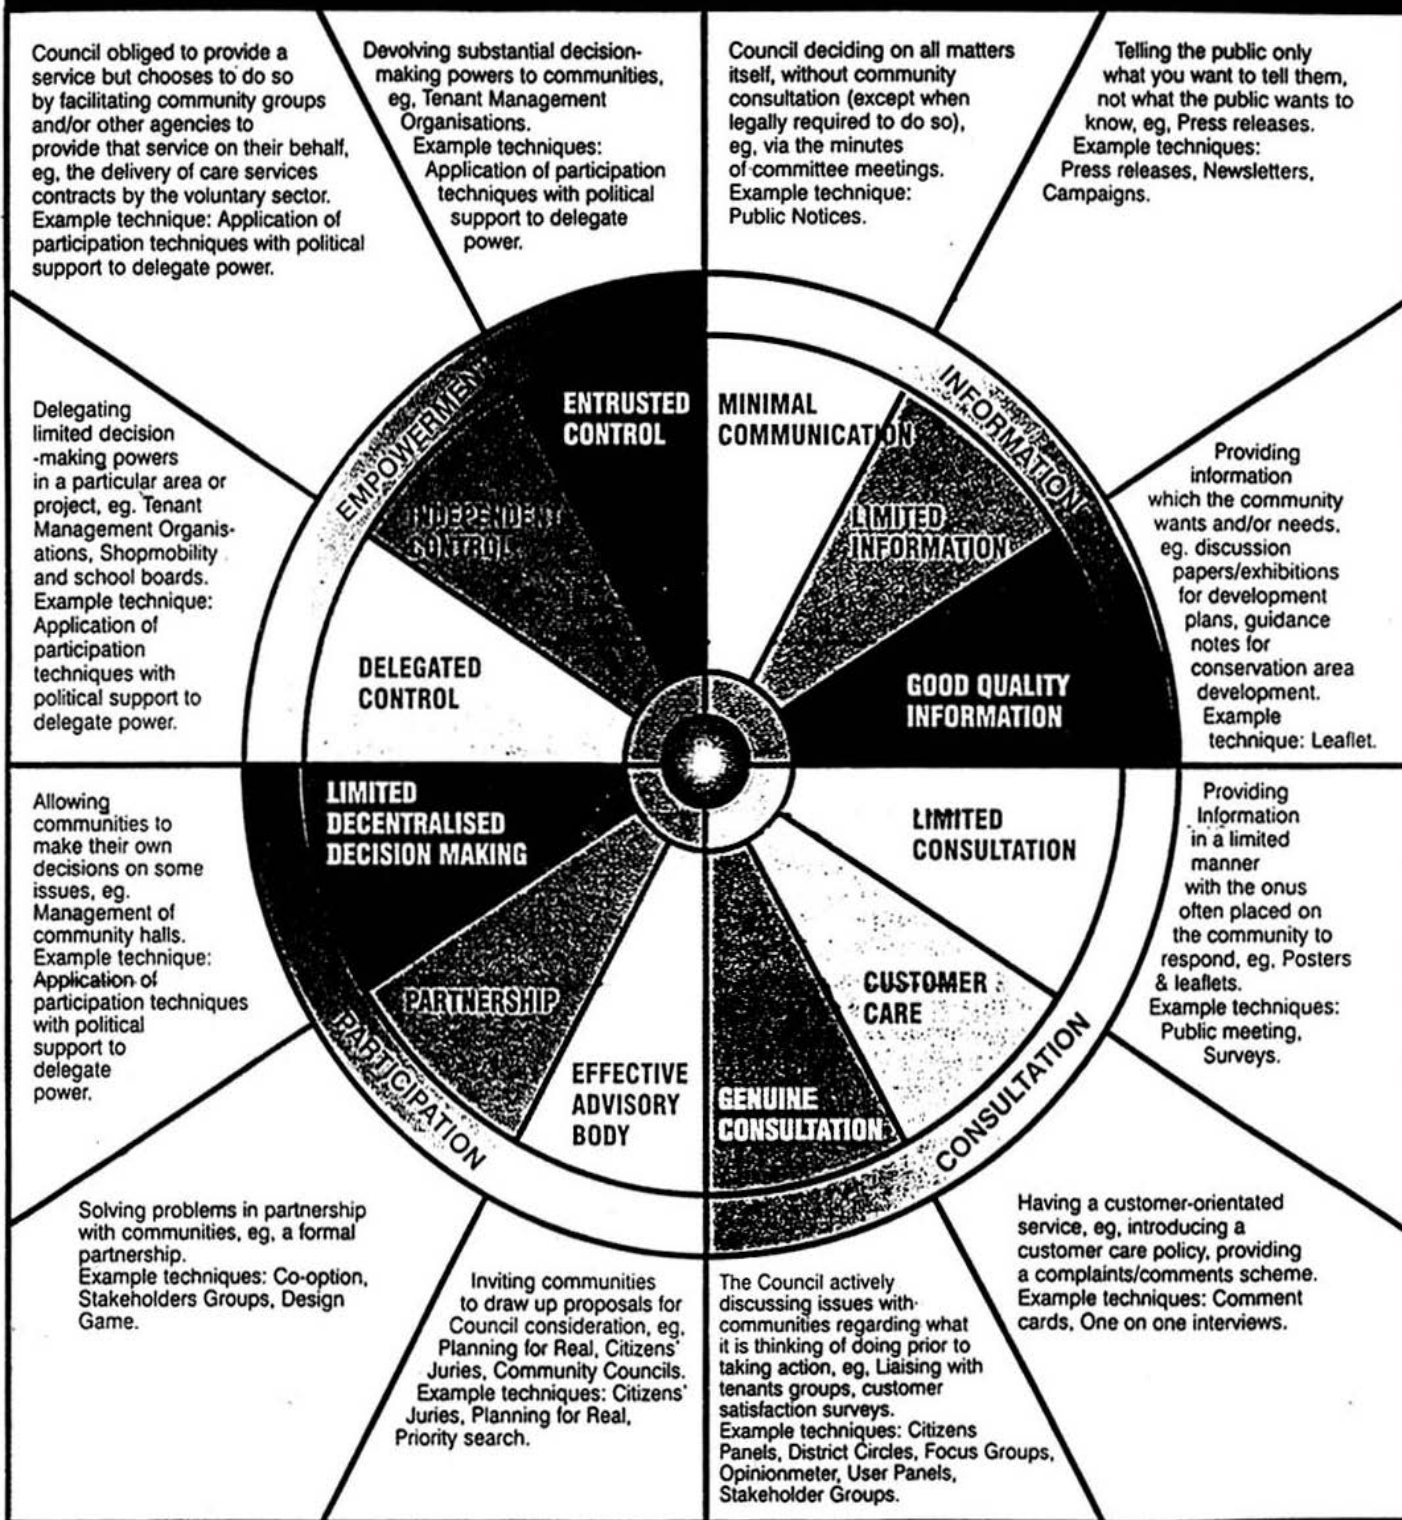 Council obliged to provide a
service but chooses to do so
by facilitating community groups
and/or other agencies to
provide that service on their behalf,
eg, the delivery of care services
contracts by the voluntary sector.
Example technique: Application of
participation techniques with political
support to delegate power.
Devolving substantial decision-
making powers to communities,
eg, Tenant Management
Organisations.
Example techniques:
Application of participation
techniques with political
support to delegate
power.
Council deciding on all matters
itself, without community
consultation (except when
legally required to do so),
eg, via the minutes
of committee meetings.
Example technique:
Public Notices.
Telling the public only
what you want to tell them,
not what the public wants to
know, eg, Press releases.
Example techniques:
Press releases, Newsletters,
Campaigns.
Delegating
limited decision
-making powers
in a particular area or
project, eg. Tenant
Management Organis-
ations, Shopmobility
and school boards.
Example technique:
Application of
participation
techniques with
political support to
delegate power.
EMPOWERMENT
ENTRUSTED
CONTROL
INDEPENDENT
CONTROL
DELEGATED
CONTROL
MINIMAL
COMMUNICATION
INFORMATION
LIMITED
INFORMATION
GOOD QUALITY
INFORMATION
Providing
information
which the community
wants and/or needs,
eg. discussion
papers/exhibitions
for development
plans, guidance
notes for
conservation area
development.
Example
technique: Leaflet.
Allowing
communities to
make their own
decisions on some
issues, eg.
Management of
community halls.
Example technique:
Application of
participation techniques
with political
support to
delegate
power.
LIMITED
DECENTRALISED
DECISION MAKING
PARTNERSHIP
PARTICIPATION
EFFECTIVE
ADVISORY
BODY
LIMITED
CONSULTATION
CUSTOMER
CARE
GENUINE
CONSULTATION
CONSULTATION
Providing
Information
in a limited
manner
with the onus
often placed on
the community to
respond, eg, Posters
& leaflets.
Example techniques:
Public meeting,
Surveys.
Solving problems in partnership
with communities, eg, a formal
partnership.
Example techniques: Co-option,
Stakeholders Groups, Design
Game.
Inviting communities
to draw up proposals for
Council consideration, eg,
Planning for Real, Citizens'
Juries, Community Councils.
Example techniques: Citizens'
Juries, Planning for Real,
Priority search.
The Council actively
discussing issues with
communities regarding what
it is thinking of doing prior to
taking action, eg, Liaising with
tenants groups, customer
satisfaction surveys.
Example techniques: Citizens
Panels, District Circles, Focus Groups,
Opinionmeter, User Panels,
Stakeholder Groups.
Having a customer-orientated
service, eg, introducing a
customer care policy, providing
a complaints/comments scheme.
Example techniques: Comment
cards, One on one interviews.